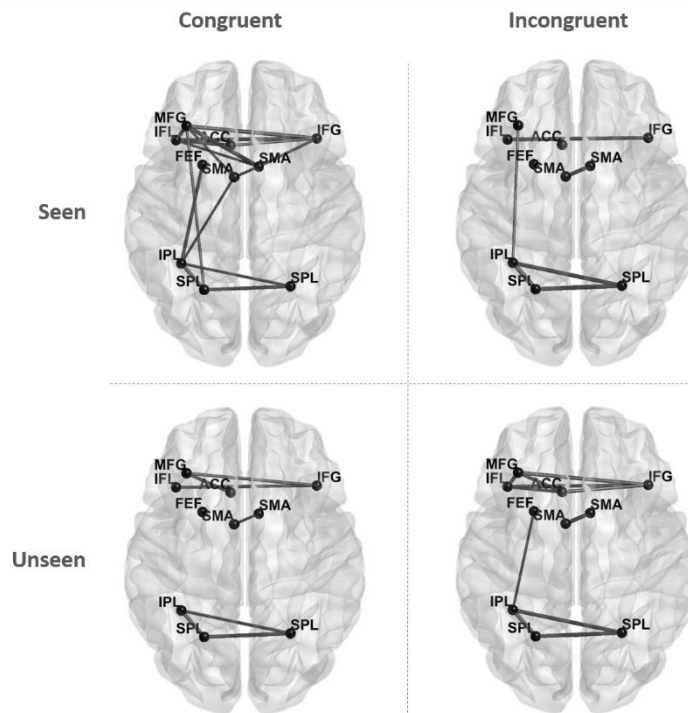 Congruent
Incongruent
Seen
MFG
IFL
ACC
IFG
FEF
SMA
SMA
IPL
SPL
SPL
MFG
IFL
ACC
IFG
FEF
SMA
SMA
IPL
SPL
SPL
Unseen
MFG
IFL
ACC
IFG
FEF
SMA
SMA
IPL
SPL
SPL
MFG
IFL
ACC
IFG
FEF
SMA
SMA
IPL
SPL
SPL